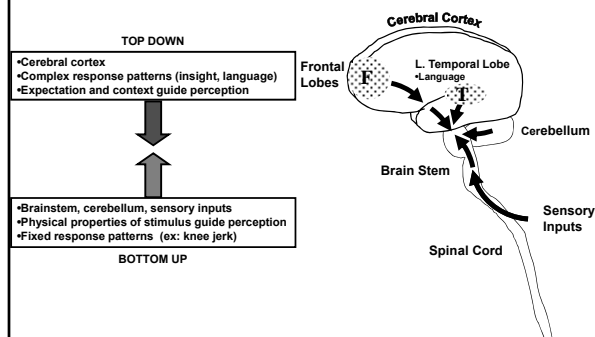 TOP DOWN
•Cerebral cortex
•Complex response patterns (insight, language)
•Expectation and context guide perception
•Brainstem, cerebellum, sensory inputs
•Physical properties of stimulus guide perception
•Fixed response patterns (ex: knee jerk)
BOTTOM UP
Cerebral Cortex
Frontal
Lobes
F
L. Temporal Lobe
•Language
T
Cerebellum
Brain Stem
Sensory
Inputs
Spinal Cord